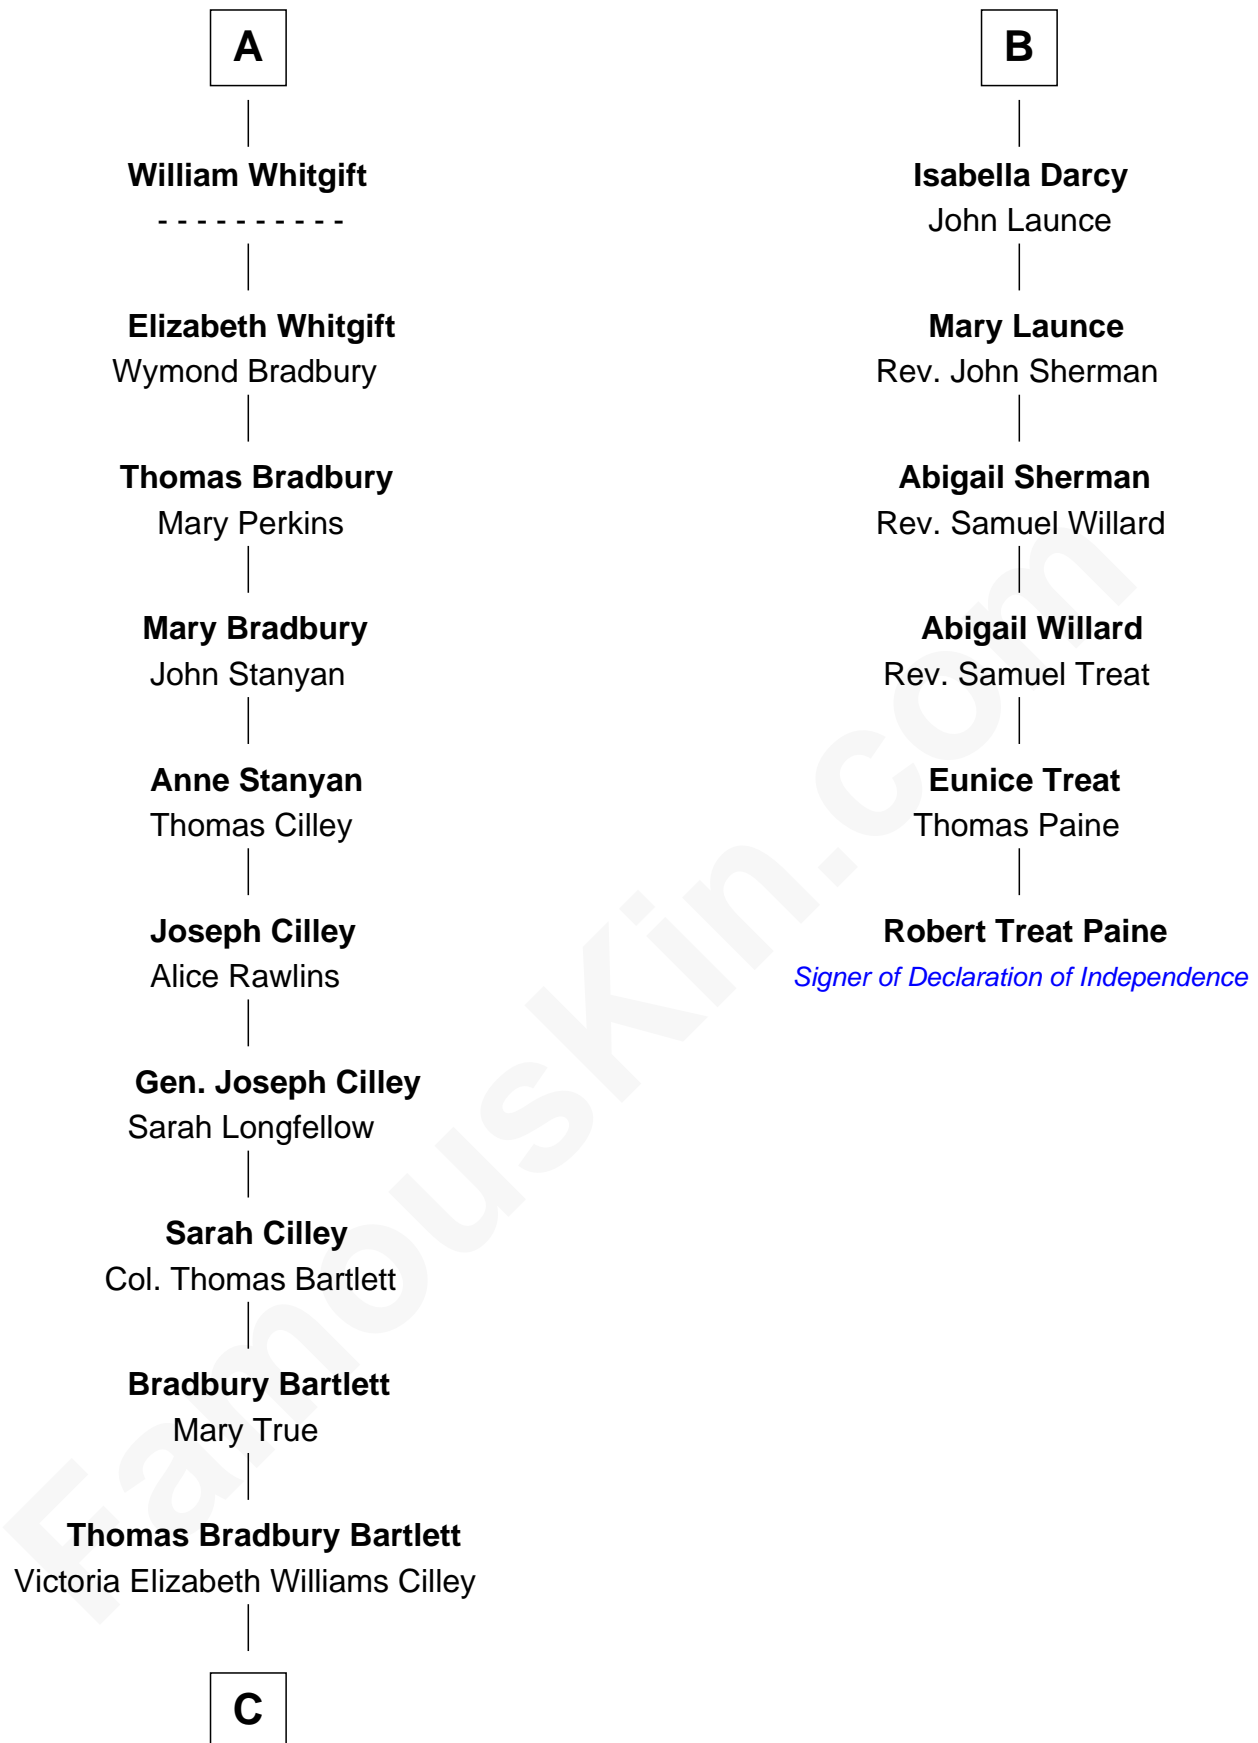 A
William Whitgift
- - - - - - - - - -
Elizabeth Whitgift
Wymond Bradbury
Thomas Bradbury
Mary Perkins
Mary Bradbury
John Stanyan
Anne Stanyan
Thomas Cilley
Joseph Cilley
Alice Rawlins
Gen. Joseph Cilley
Sarah Longfellow
Sarah Cilley
Col. Thomas Bartlett
Bradbury Bartlett
Mary True
Thomas Bradbury Bartlett
Victoria Elizabeth Williams Cilley
C
B
Isabella Darcy
John Launce
Mary Launce
Rev. John Sherman
Abigail Sherman
Rev. Samuel Willard
Abigail Willard
Rev. Samuel Treat
Eunice Treat
Thomas Paine
Robert Treat Paine
Signer of Declaration of Independence
FamousKin.com